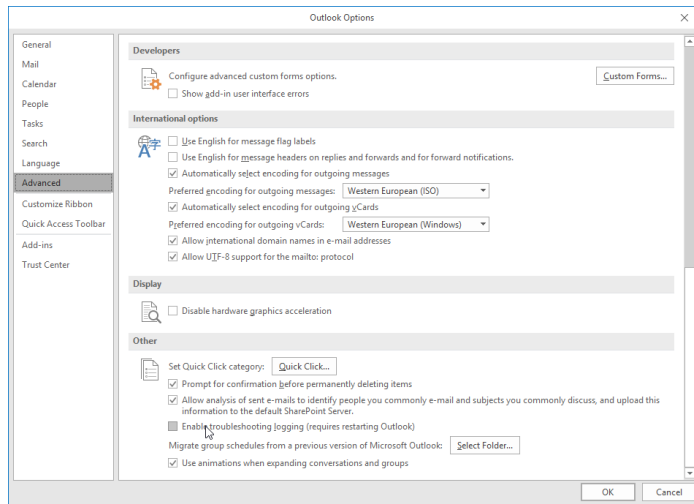 Outlook Options
General
Mail
Calendar
People
Tasks
Search
Language
Advanced
Customize Ribbon
Quick Access Toolbar
Add-ins
Trust Center
Developers
Configure advanced custom forms options.
Custom Forms...
Show add-in user interface errors
International options
A字
Use English for message flag labels
Use English for message headers on replies and forwards and for forward notifications.
Automatically select encoding for outgoing messages
Preferred encoding for outgoing messages: Western European (ISO)
Automatically select encoding for outgoing vCards
Preferred encoding for outgoing vCards: Western European (Windows)
Allow international domain names in e-mail addresses
Allow UTF-8 support for the mailto: protocol
Display
Disable hardware graphics acceleration
Other
Set Quick Click category: Quick Click...
Prompt for confirmation before permanently deleting items
Allow analysis of sent e-mails to identify people you commonly e-mail and subjects you commonly discuss, and upload this
information to the default SharePoint Server.
Enable troubleshooting logging (requires restarting Outlook)
Migrate group schedules from a previous version of Microsoft Outlook: Select Folder...
Use animations when expanding conversations and groups
OK Cancel